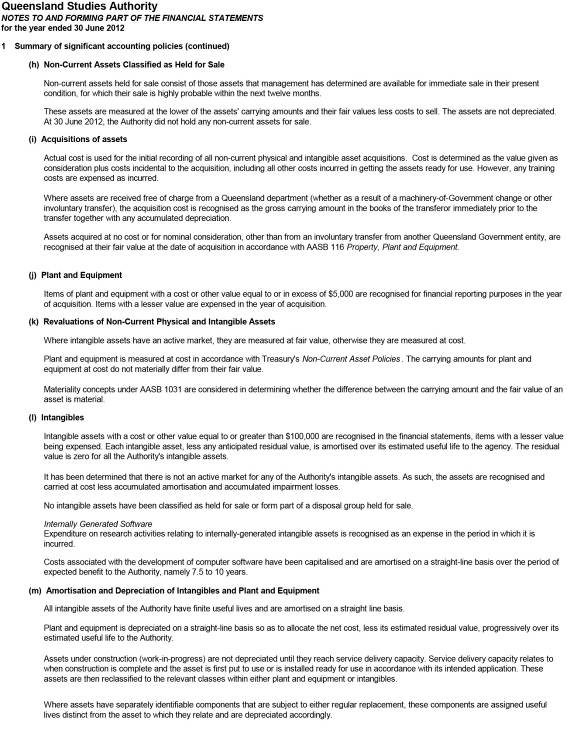 Queensland Studies Authority
NOTES TO AND FORMING PART OF THE FINANCIAL STATEMENTS
for the year ended 30 June 2012
1 Summary of significant accounting policies (continued)
(h) Non-Current Assets Classified as Held for Sale
Non-current assets held for sale consist of those assets that management has determined are available for immediate sale in their present
condition, for which their sale is highly probable within the next twelve months.
These assets are measured at the lower of the assets' carrying amounts and their fair values less costs to sell. The assets are not depreciated.
At 30 June 2012, the Authority did not hold any non-current assets for sale.
(i) Acquisitions of assets
Actual cost is used for the initial recording of all non-current physical and intangible asset acquisitions. Cost is determined as the value given as
consideration plus costs incidental to the acquisition, including all other costs incurred in getting the assets ready for use. However, any training
costs are expensed as incurred.
Where assets are received free of charge from a Queensland department (whether as a result of a machinery-of-Government change or other
involuntary transfer), the acquisition cost is recognised as the gross carrying amount in the books of the transferor immediately prior to the
transfer together with any accumulated depreciation.
Assets acquired at no cost or for nominal consideration, other than from an involuntary transfer from another Queensland Government entity, are
recognised at their fair value at the date of acquisition in accordance with AASB 116 Property, Plant and Equipment.
(j) Plant and Equipment
Items of plant and equipment with a cost or other value equal to or in excess of $5,000 are recognised for financial reporting purposes in the year
of acquisition. Items with a lesser value are expensed in the year of acquisition.
(k) Revaluations of Non-Current Physical and Intangible Assets
Where intangible assets have an active market, they are measured at fair value, otherwise they are measured at cost.
Plant and equipment is measured at cost in accordance with Treasury's Non-Current Asset Policies. The carrying amounts for plant and
equipment at cost do not materially differ from their fair value.
Materiality concepts under AASB 1031 are considered in determining whether the difference between the carrying amount and the fair value of an
asset is material.
(l) Intangibles
Intangible assets with a cost or other value equal to or greater than $100,000 are recognised in the financial statements, items with a lesser value
being expensed. Each intangible asset, less any anticipated residual value, is amortised over its estimated useful life to the agency. The residual
value is zero for all the Authority's intangible assets.
It has been determined that there is not an active market for any of the Authority's intangible assets. As such, the assets are recognised and
carried at cost less accumulated amortisation and accumulated impairment losses.
No intangible assets have been classified as held for sale or form part of a disposal group held for sale.
Internally Generated Software
Expenditure on research activities relating to internally-generated intangible assets is recognised as an expense in the period in which it is
incurred.
Costs associated with the development of computer software have been capitalised and are amortised on a straight-line basis over the period of
expected benefit to the Authority, namely 7.5 to 10 years.
(m) Amortisation and Depreciation of Intangibles and Plant and Equipment
All intangible assets of the Authority have finite useful lives and are amortised on a straight line basis.
Plant and equipment is depreciated on a straight-line basis so as to allocate the net cost, less its estimated residual value, progressively over its
estimated useful life to the Authority.
Assets under construction (work-in-progress) are not depreciated until they reach service delivery capacity. Service delivery capacity relates to
when construction is complete and the asset is first put to use or is installed ready for use in accordance with its intended application. These
assets are then reclassified to the relevant classes within either plant and equipment or intangibles.
Where assets have separately identifiable components that are subject to either regular replacement, these components are assigned useful
lives distinct from the asset to which they relate and are depreciated accordingly.